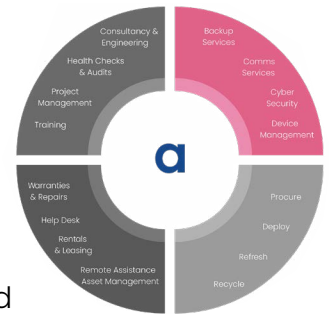 Consultancy &
Engineering
Health Checks
& Audits
Project
Management
Training
Backup
Services
Comms
Services
Cyber
Security
Device
Management
a
Warranties
& Repairs
Help Desk
Rentals
& Leasing
Remote Assistance
Asset Management
Procure
Deploy
Refresh
Recycle
d